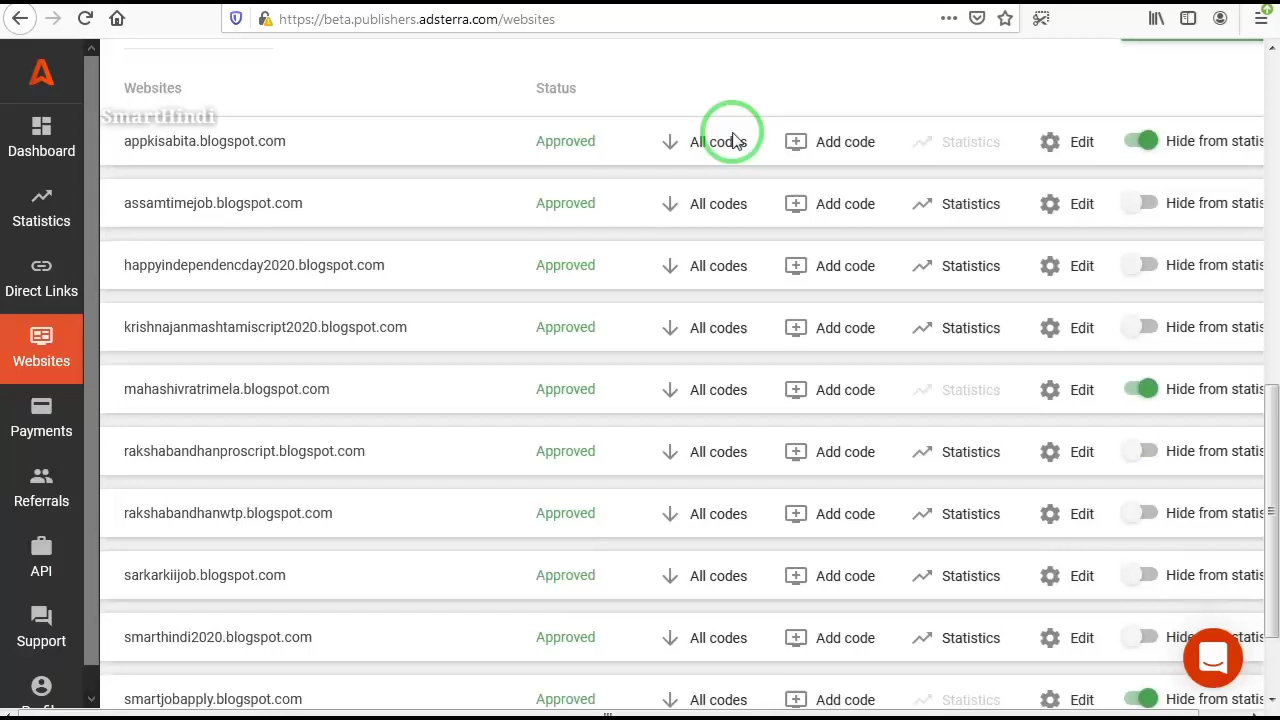 https://beta.publishers.adsterra.com/websites
Websites Status
SmartHindi
appkisabita.blogspot.com Approved All codes Add code Statistics Edit Hide from statis
assamtimejob.blogspot.com Approved All codes Add code Statistics Edit Hide from statis
happyindependencday2020.blogspot.com Approved All codes Add code Statistics Edit Hide from statis
krishnajanmashtamiscript2020.blogspot.com Approved All codes Add code Statistics Edit Hide from statis
mahashivratrimela.blogspot.com Approved All codes Add code Statistics Edit Hide from statis
rakshabandhanproscript.blogspot.com Approved All codes Add code Statistics Edit Hide from statis
rakshabandhanwtp.blogspot.com Approved All codes Add code Statistics Edit Hide from statis
sarkarkiijob.blogspot.com Approved All codes Add code Statistics Edit Hide from statis
smarthindi2020.blogspot.com Approved All codes Add code Statistics Edit Hide statis
smartjobapply.blogspot.com Approved All codes Add code Statistics Edit Hide from statis
Dashboard
Statistics
Direct Links
Websites
Payments
Referrals
API
Support